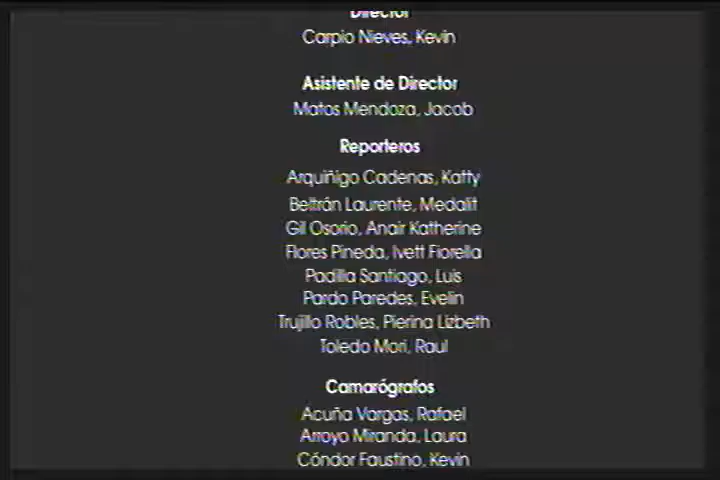 Director
Carpio Nieves, Kevin
Asistente de Director
Matos Mendoza, Jacob
Reporteros
Arquiñigo Cadenas, Katty
Beltrán Laurente, Medalit
Gil Osorio, Anair Katherine
Flores Pineda, Ivett Fiorella
Padilla Santiago, Luis
Pardo Paredes, Evelin
Trujillo Robles, Pierina Lizbeth
Toledo Mori, Raul
Camarógrafos
Acuña Vargas, Rafael
Arroyo Miranda, Laura
Cóndor Faustino, Kevin